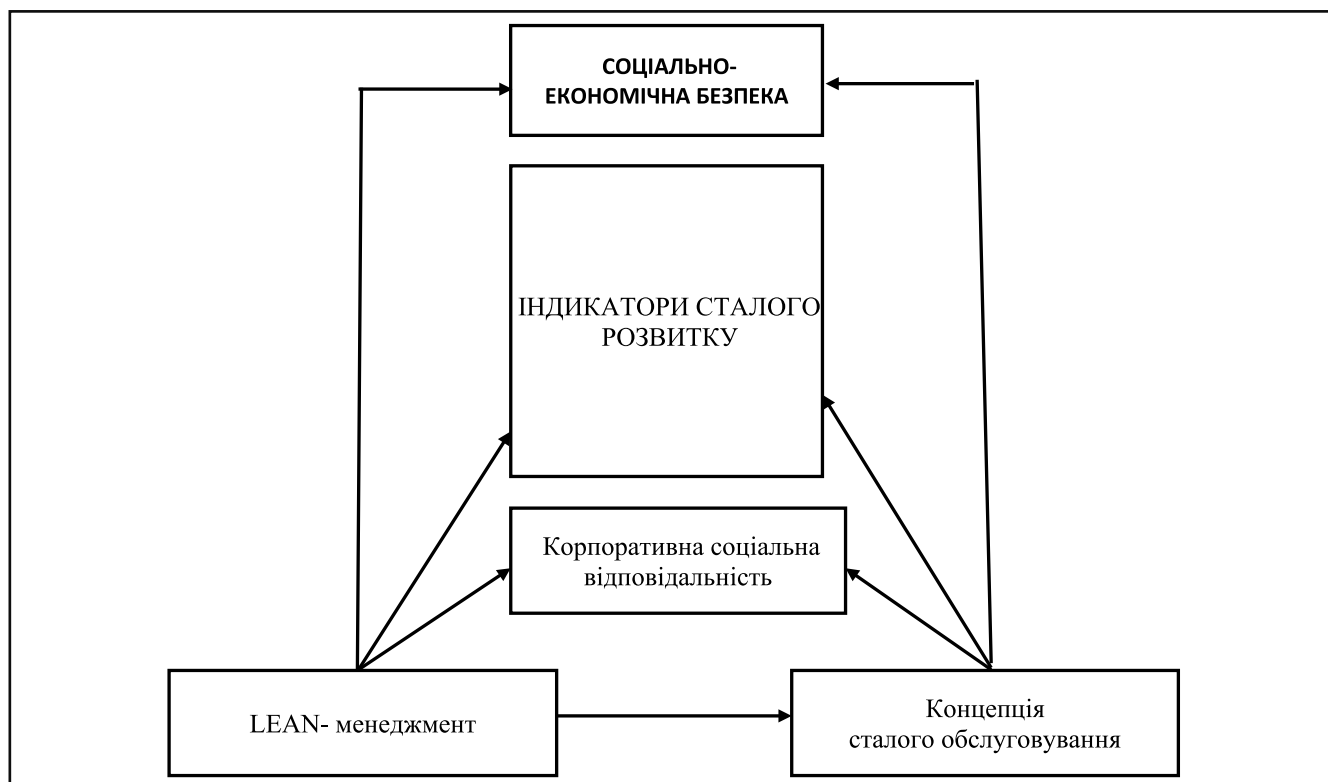 СОЦІАЛЬНО-
ЕКОНОМІЧНА БЕЗПЕКА
ІНДИКАТОРИ СТАЛОГО
РОЗВИТКУ
Корпоративна соціальна
відповідальність
LEAN- менеджмент
Концепція
сталого обслуговування